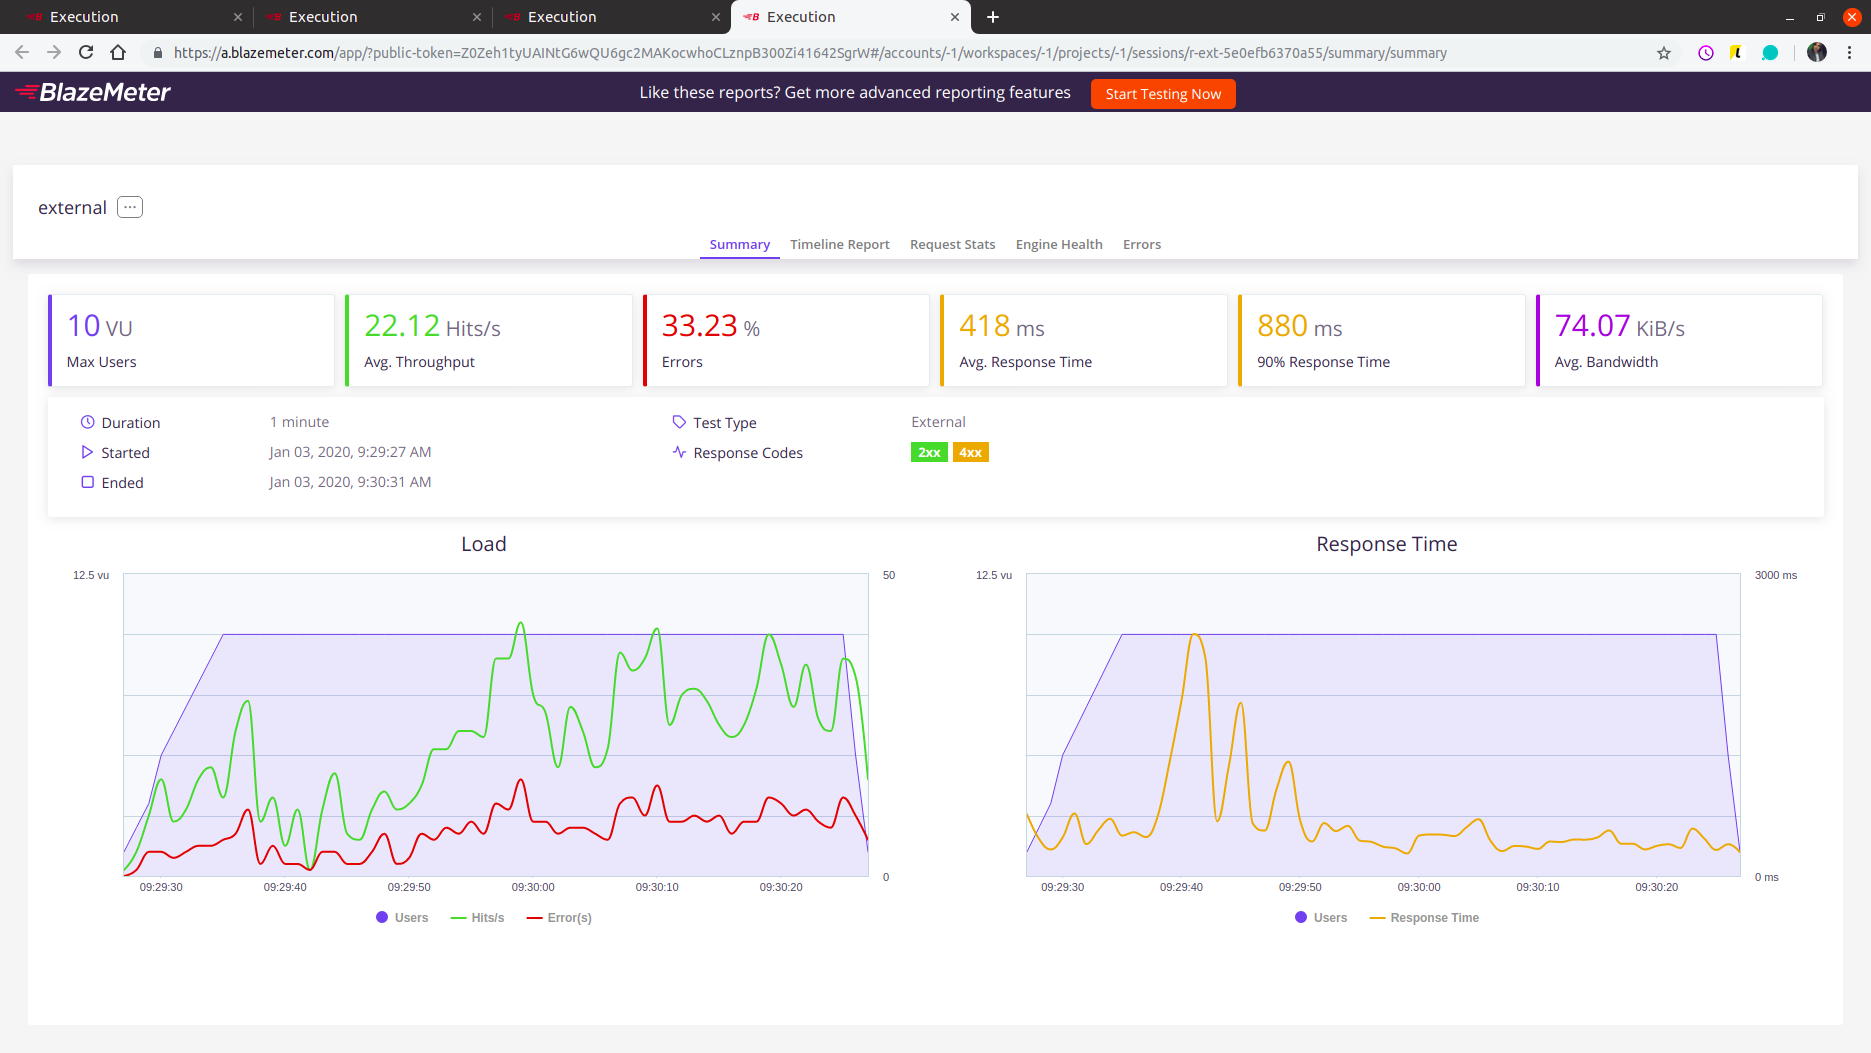 Execution
Execution
Execution
Execution
https://a.blazemeter.com/app/?public-token=Z0Zeh1tyUAINtG6wQU6gc2MAKocwhoCLznpB300Zi41642SgrW#/accounts/-1/workspaces/-1/projects/-1/sessions/r-ext-5e0efb6370a55/summary/summary
BlazeMeter
Like these reports? Get more advanced reporting features
Start Testing Now
external
Summary Timeline Report Request Stats Engine Health Errors
10 VU
Max Users
22.12 Hits/s
Avg. Throughput
33.23 %
Errors
418 ms
Avg. Response Time
880 ms
90% Response Time
74.07 KiB/s
Avg. Bandwidth
Duration 1 minute
Started Jan 03, 2020, 9:29:27 AM
Ended Jan 03, 2020, 9:30:31 AM
Test Type External
Response Codes 2xx 4xx
Load
12.5 vu
50
0
09:29:30 09:29:40 09:29:50 09:30:00 09:30:10 09:30:20
Users Hits/s Error(s)
Response Time
12.5 vu
3000 ms
0 ms
09:29:30 09:29:40 09:29:50 09:30:00 09:30:10 09:30:20
Users Response Time